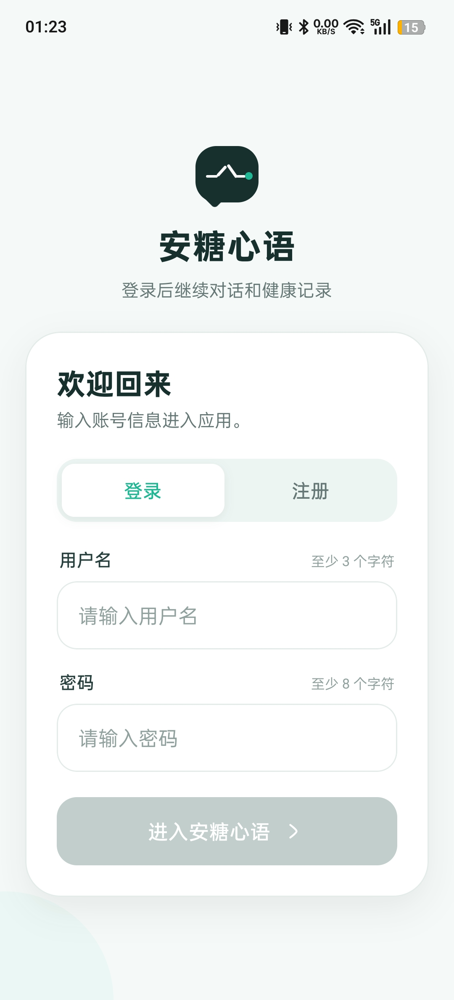 01:23
0.00
KB/S
5G
15
安糖心语
登录后继续对话和健康记录
欢迎回来
输入账号信息进入应用。
登录
注册
用户名
至少 3 个字符
请输入用户名
密码
至少 8 个字符
请输入密码
进入安糖心语